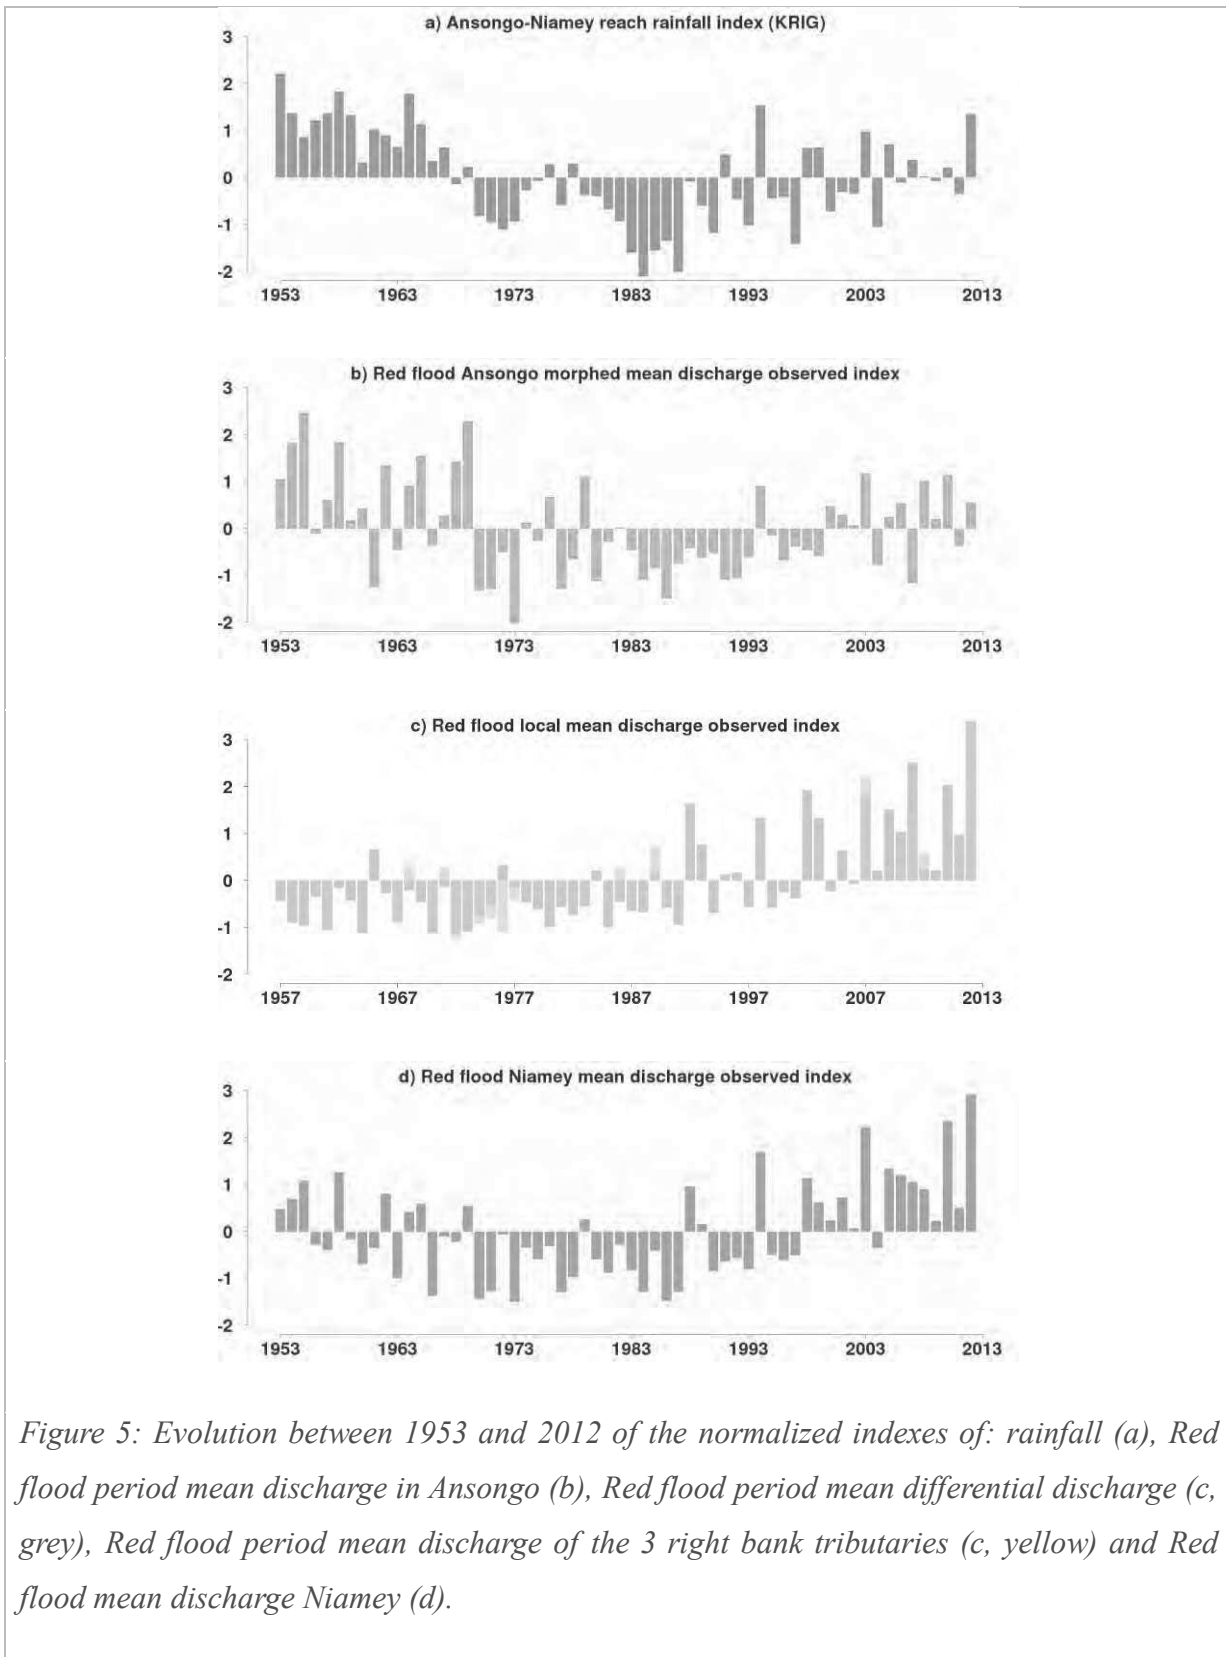 a) Ansongo-Niamey reach rainfall index (KRIG)
3
2
1
0
-1
-2
1953 1963 1973 1983 1993 2003 2013
b) Red flood Ansongo morphed mean discharge observed index
3
2
1
0
-1
-2
1953 1963 1973 1983 1993 2003 2013
c) Red flood local mean discharge observed index
3
2
1
0
-1
-2
1957 1967 1977 1987 1997 2007 2013
d) Red flood Niamey mean discharge observed index
3
2
1
0
-1
-2
1953 1963 1973 1983 1993 2003 2013
Figure 5: Evolution between 1953 and 2012 of the normalized indexes of: rainfall (a), Red
flood period mean discharge in Ansongo (b), Red flood period mean differential discharge (c,
grey), Red flood period mean discharge of the 3 right bank tributaries (c, yellow) and Red
flood mean discharge Niamey (d).